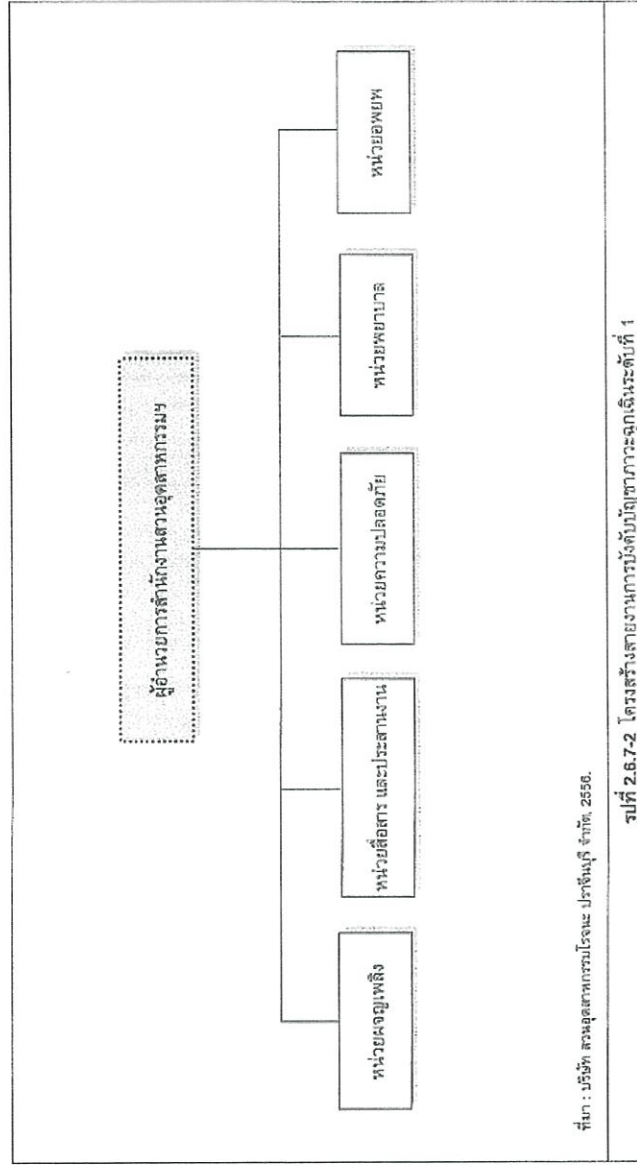 ผู้อำนวยการสำนักงานสวนอุตสาหกรรมฯ
หน่วยผจญเพลิง
หน่วยสื่อสาร และประสานงาน
หน่วยความปลอดภัย
หน่วยพยาบาล
หน่วยอพยพ
ที่มา : บริษัท สวนอุตสาหกรรมโรจนะ ปราจีนบุรี จำกัด, 2556.
รูปที่ 2.6.7-2 โครงสร้างสายงานการบังคับบัญชาภาวะฉุกเฉินระดับที่ 1